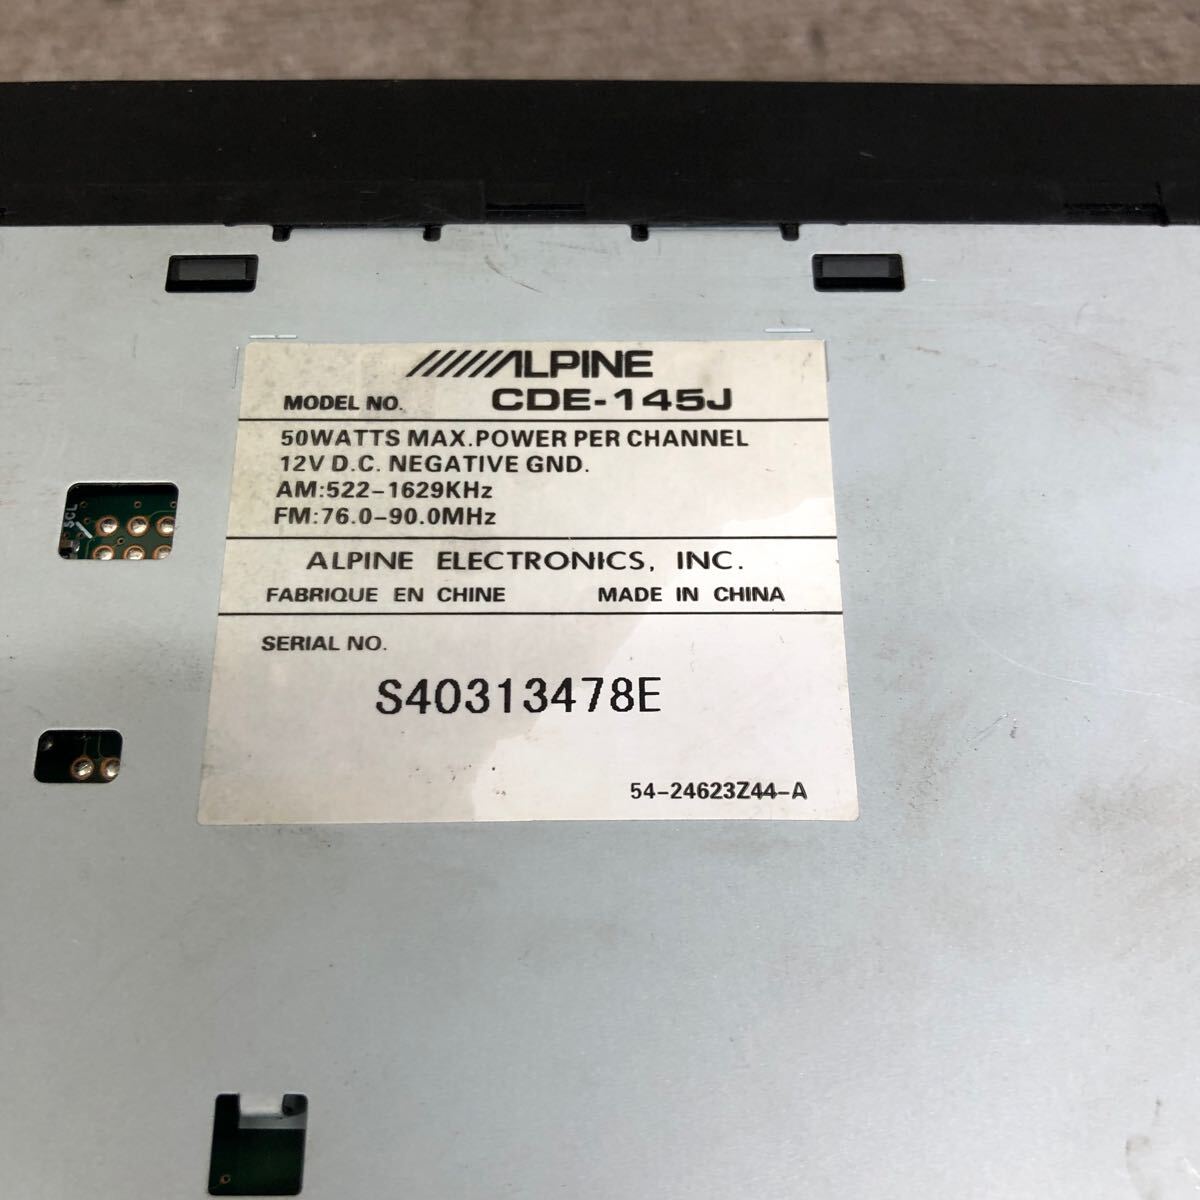 ALPINE
MODEL NO. CDE-145J
50WATTS MAX.POWER PER CHANNEL
12V D.C. NEGATIVE GND.
AM:522-1629KHz
FM:76.0-90.0MHz
ALPINE ELECTRONICS, INC.
FABRIQUE EN CHINE MADE IN CHINA
SERIAL NO.
S40313478E
54-24623Z44-A
SCL